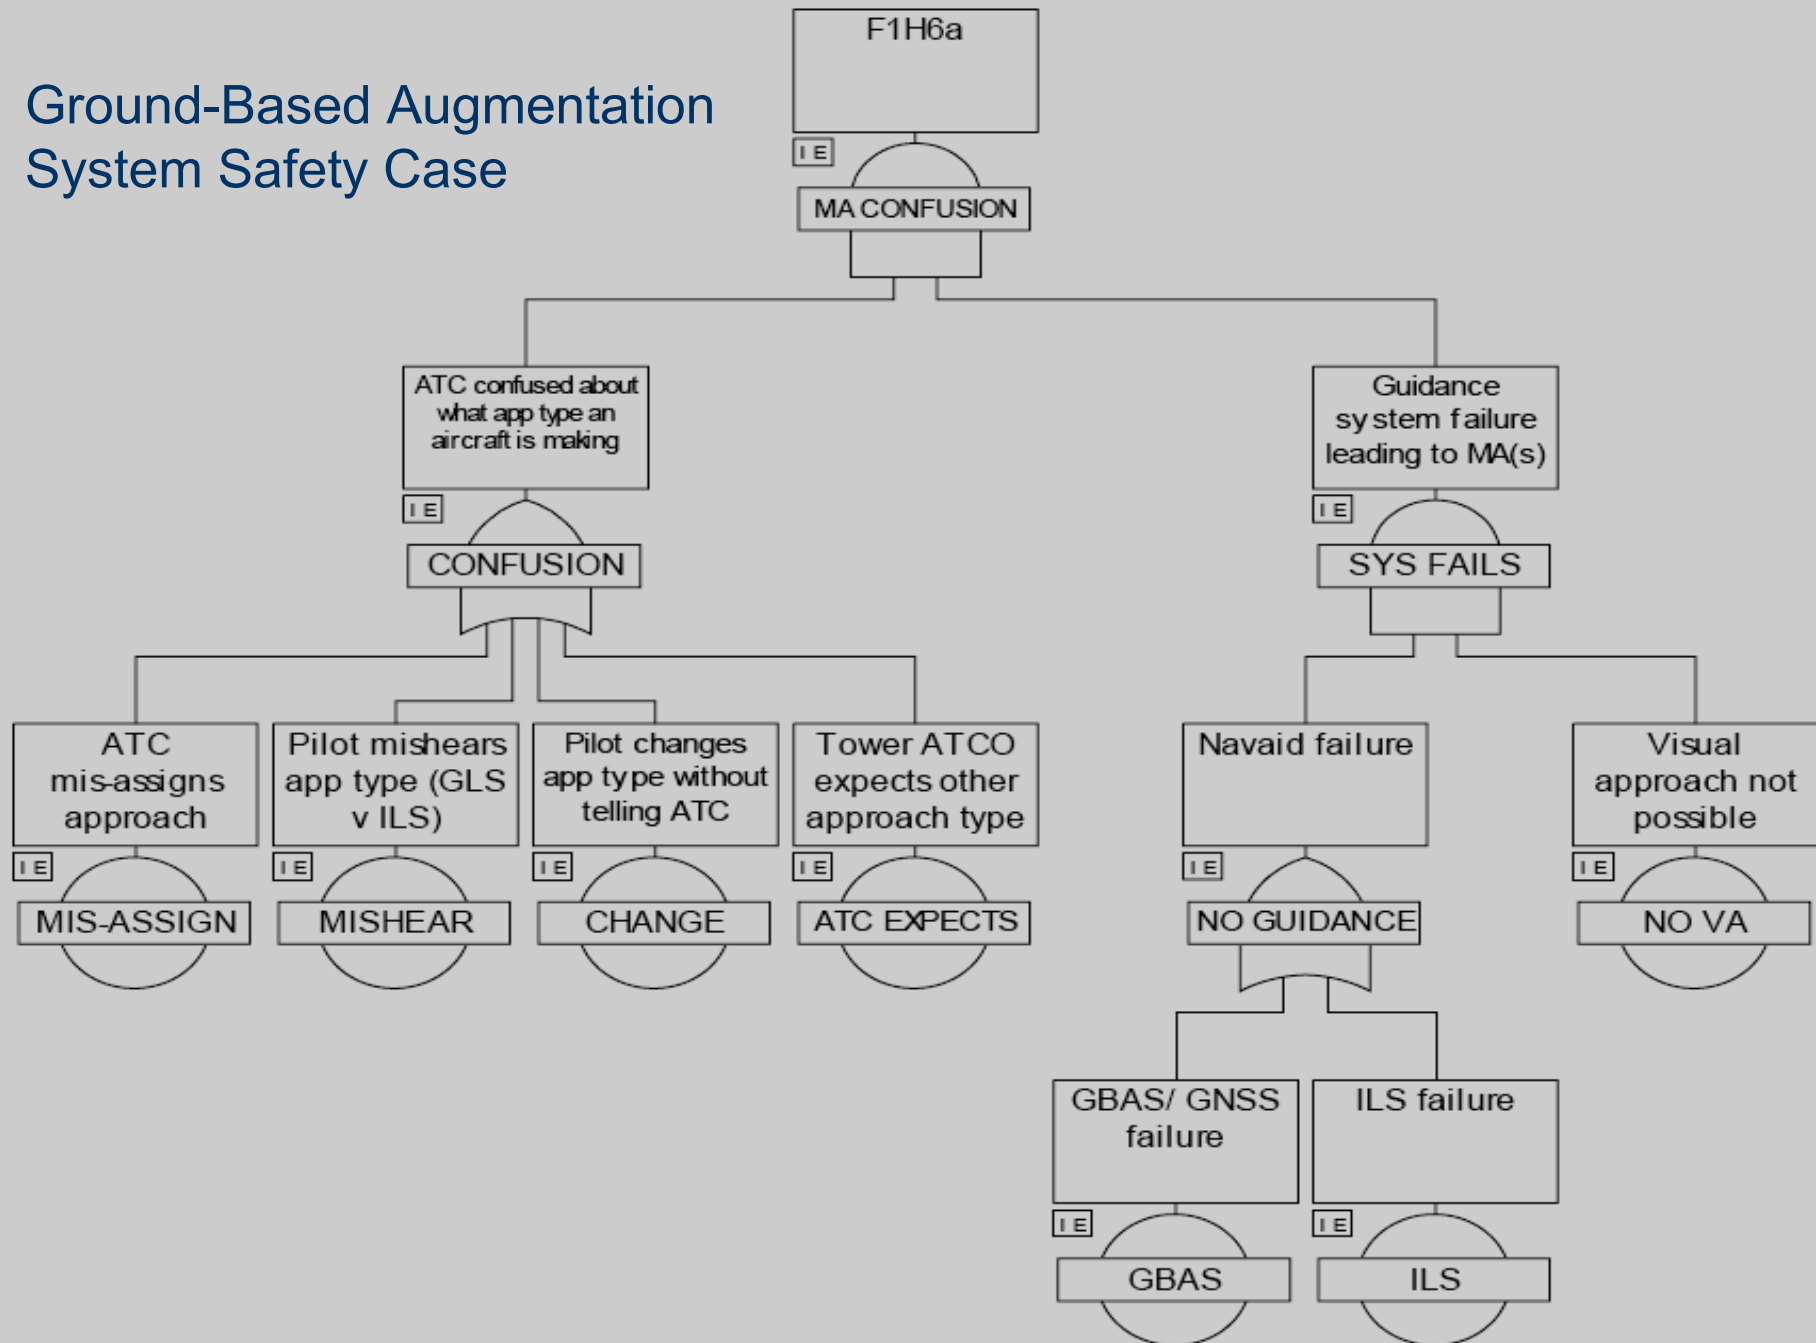 Ground-Based Augmentation
System Safety Case
F1H6a
I E
MA CONFUSION
ATC confused about
what app type an
aircraft is making
I E
CONFUSION
Guidance
system failure
leading to MA(s)
I E
SYS FAILS
ATC
mis-assigns
approach
I E
MIS-ASSIGN
Pilot mishears
app type (GLS
v ILS)
I E
MISHEAR
Pilot changes
app type without
telling ATC
I E
CHANGE
Tower ATCO
expects other
approach type
I E
ATC EXPECTS
Navaid failure
I E
NO GUIDANCE
Visual
approach not
possible
I E
NO VA
GBAS/ GNSS
failure
I E
GBAS
ILS failure
I E
ILS